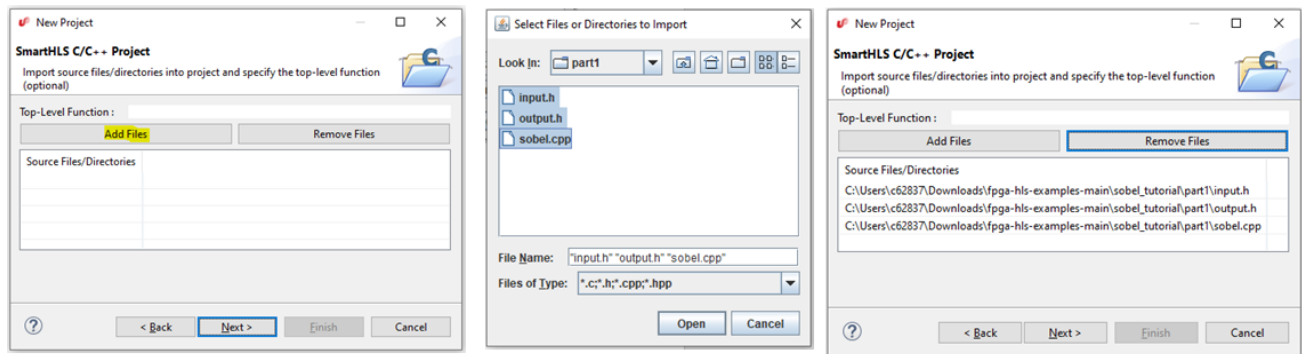 New Project
SmartHLS C/C++ Project
Import source files/directories into project and specify the top-level function
(optional)
Top-Level Function :
Add Files
Remove Files
Source Files/Directories
< Back
Next >
Finish
Cancel
Select Files or Directories to Import
Look In:
part1
input.h
output.h
sobel.cpp
File Name:
"input.h" "output.h" "sobel.cpp"
Files of Type:
*.c;*.h;*.cpp;*.hpp
Open
Cancel
New Project
SmartHLS C/C++ Project
Import source files/directories into project and specify the top-level function
(optional)
Top-Level Function :
Add Files
Remove Files
Source Files/Directories
C:\Users\c62837\Downloads\fpga-hls-examples-main\sobel_tutorial\part1\input.h
C:\Users\c62837\Downloads\fpga-hls-examples-main\sobel_tutorial\part1\output.h
C:\Users\c62837\Downloads\fpga-hls-examples-main\sobel_tutorial\part1\sobel.cpp
< Back
Next >
Finish
Cancel